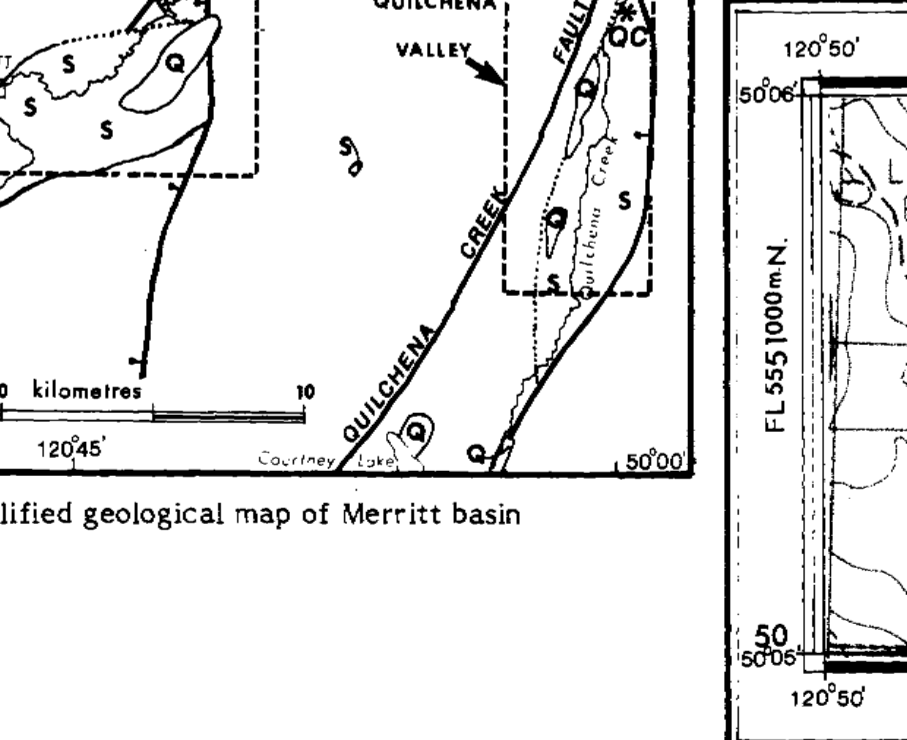 QUILCHENA
VALLEY
FAULT
CREEK
QUILCHENA
QC
Q
Q
Q
S
S
S
S
S
S
Quilchena Creek
0 kilometres 10
120°45'
Courtney Lake
Q
Q
50°00'
lified geological map of Merritt basin
120°50'
50°06'
L
FL 5551000m N.
50
50°05'
120°50'